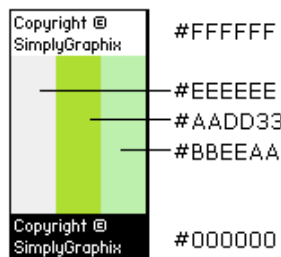 Copyright ©
SimplyGraphix
#FFFFFF
#EEEEEE
#AADD33
#BBEEAA
Copyright ©
SimplyGraphix
#000000